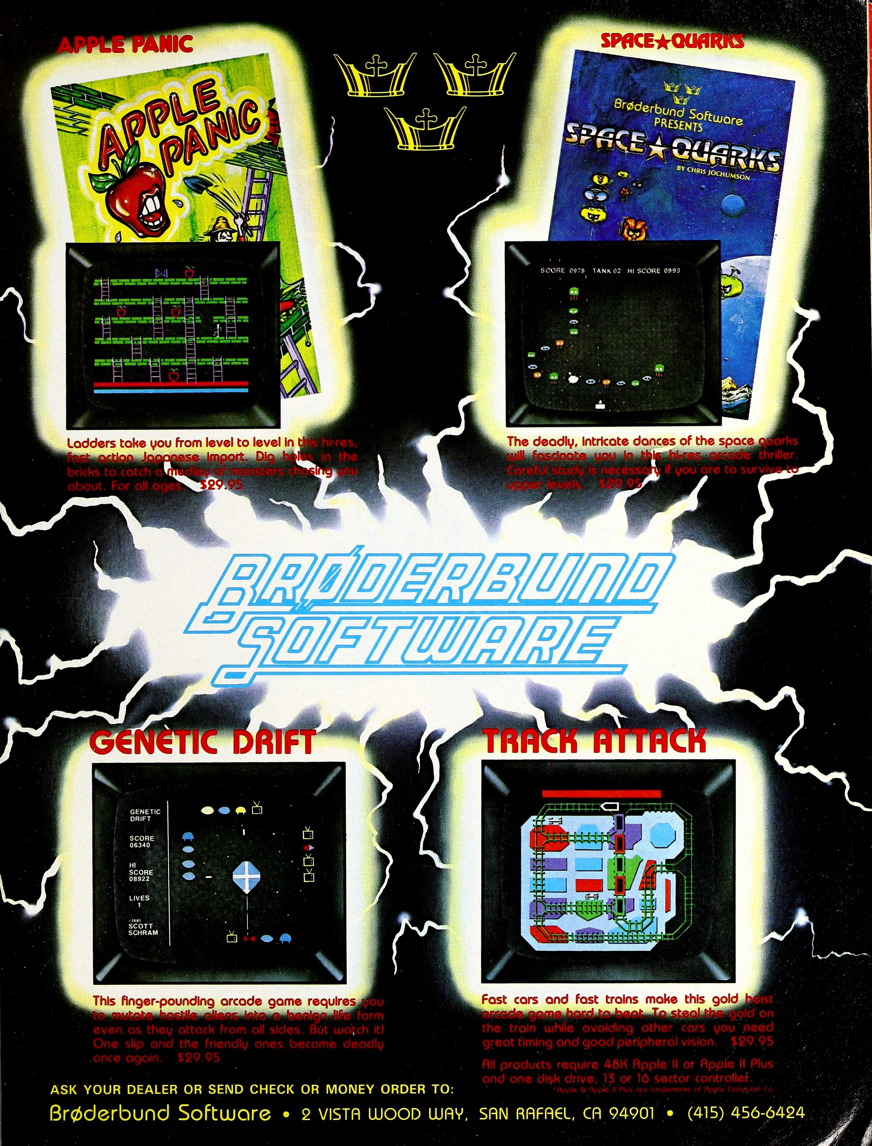 APPLE PANIC
SPACE★QUARKS
APPLE
PANIC
Brøderbund Software
PRESENTS
SPACE★QUARKS
BY CHRIS JOCHUMSON
SCORE 0978 TANK 02 HI SCORE 0993
Ladders take you from level to level in this hi-res,
fast action Japanese import. Dig holes in the
bricks to catch a medley of monsters chasing you
about. For all ages. $29.95
The deadly, intricate dances of the space quarks
will fascinate you in this hi-res arcade thriller.
Careful study is necessary if you are to survive to
upper levels. $29.95
BRØDERBUND
SOFTWARE
GENETIC DRIFT
TRACK ATTACK
GENETIC
DRIFT
SCORE
06340
HI
SCORE
08922
LIVES
1
SCOTT
SCHRAM
This finger-pounding arcade game requires you
to mutate hostile aliens into a benign life form
even as they attack from all sides. But watch it!
One slip and the friendly ones become deadly
once again. $29.95
Fast cars and fast trains make this gold heist
arcade game hard to beat. To steal the gold on
the train while avoiding other cars you need
great timing and good peripheral vision. $29.95
All products require 48K Apple II or Apple II Plus
and one disk drive, 13 or 16 sector controller.
*Apple & Apple II Plus are trademarks of Apple Computer Co.
ASK YOUR DEALER OR SEND CHECK OR MONEY ORDER TO:
Brøderbund Software • 2 VISTA WOOD WAY, SAN RAFAEL, CA 94901 • (415) 456-6424